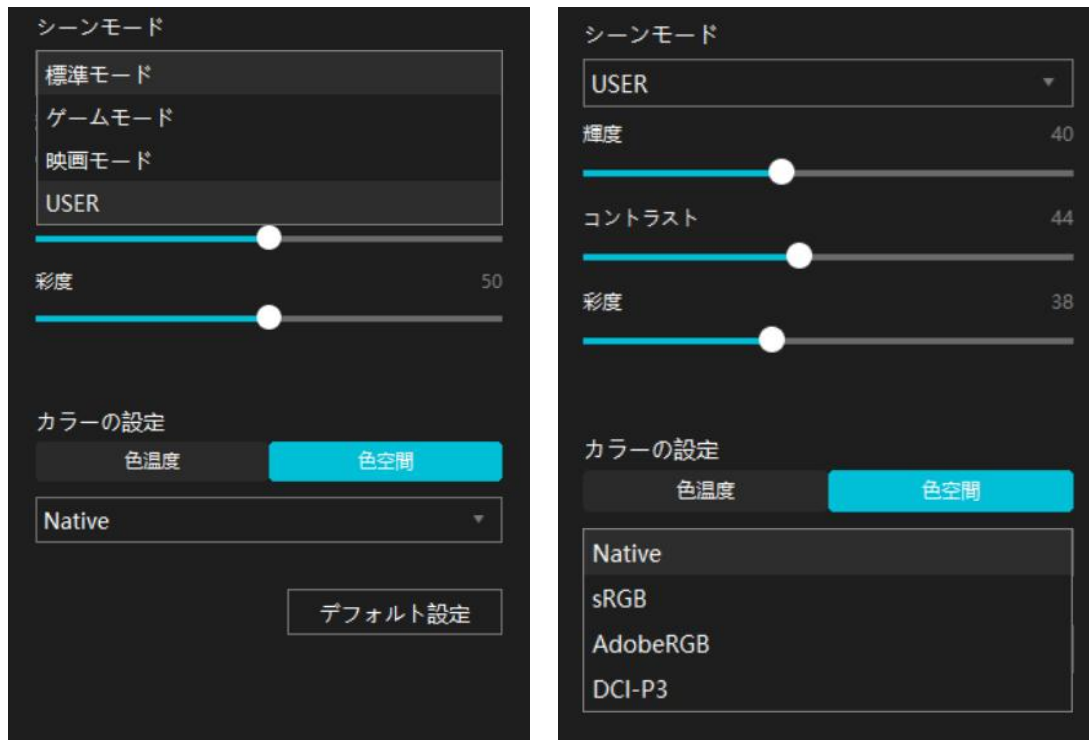 シーンモード
標準モード
ゲームモード
映画モード
USER
彩度 50
カラーの設定
色温度 色空間
Native
デフォルト設定
シーンモード
USER
輝度 40
コントラスト 44
彩度 38
カラーの設定
色温度 色空間
Native
sRGB
AdobeRGB
DCI-P3